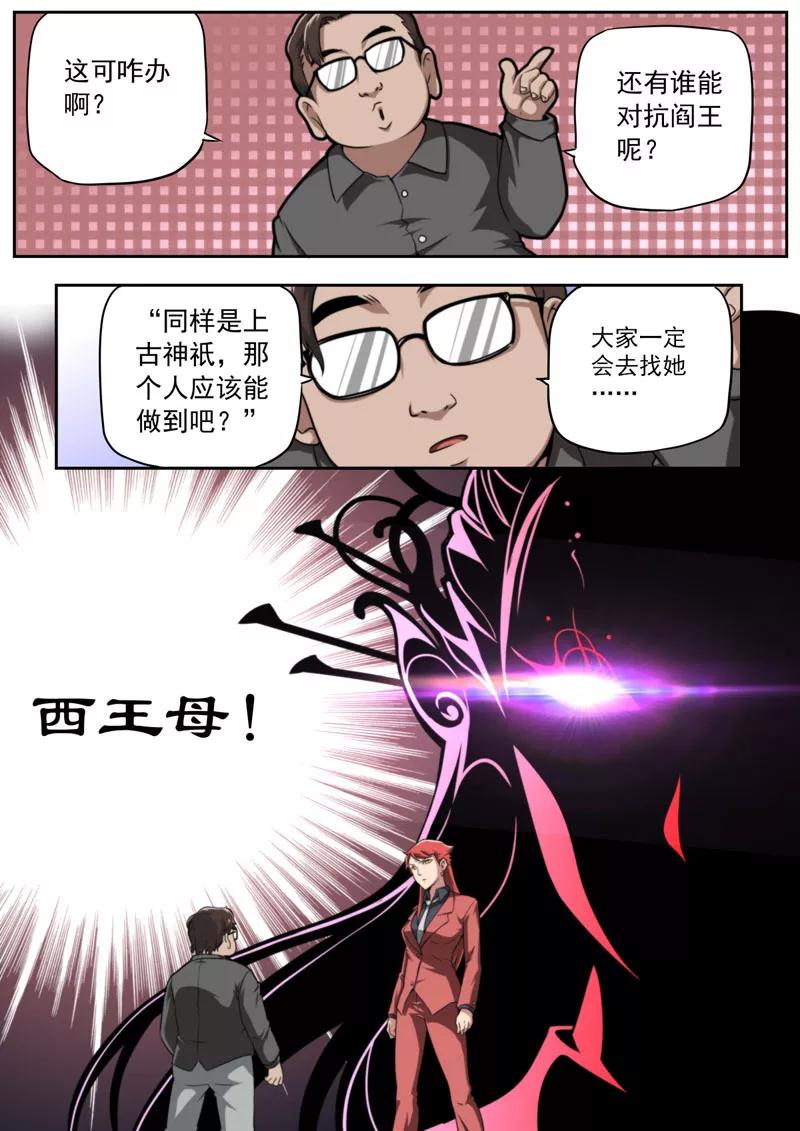 这可咋办
啊？
还有谁能
对抗阎王
呢？
“同样是上
古神祇，那
个人应该能
做到吧？”
大家一定
会去找她
……
西王母！